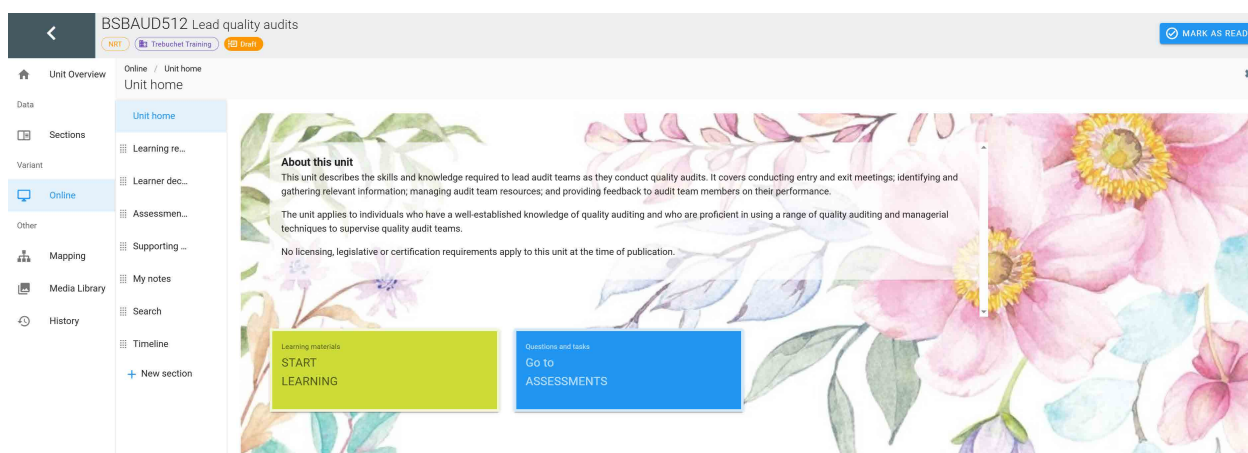 BSBAUD512 Lead quality audits
NIIT Trebuchet Training Draft
MARK AS READ
Unit Overview
Data
Sections
Variant
Online
Other
Mapping
Media Library
History
Online / Unit home
Unit home
Unit home
Learning re...
Learner dec...
Assessmen...
Supporting ...
My notes
Search
Timeline
+ New section
About this unit
This unit describes the skills and knowledge required to lead audit teams as they conduct quality audits. It covers conducting entry and exit meetings; identifying and
gathering relevant information; managing audit team resources; and providing feedback to audit team members on their performance.
The unit applies to individuals who have a well-established knowledge of quality auditing and who are proficient in using a range of quality auditing and managerial
techniques to supervise quality audit teams.
No licensing, legislative or certification requirements apply to this unit at the time of publication.
Learning materials
START
LEARNING
Questions and tasks
Go to
ASSESSMENTS